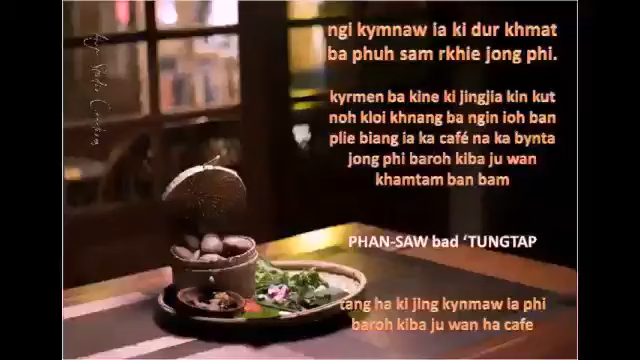 ngi kymnaw ia ki dur khmat
ba phuh sam rkhie jong phi.
kyrmen ba kine ki jingjia kin kut
noh kloi khnang ba ngin ioh ban
plie biang ia ka café na ka bynta
jong phi baroh kiba ju wan
khamtam ban bam
PHAN-SAW bad ‘TUNGTAP
tang ha ki jing kynmaw ia phi
baroh kiba ju wan ha cafe